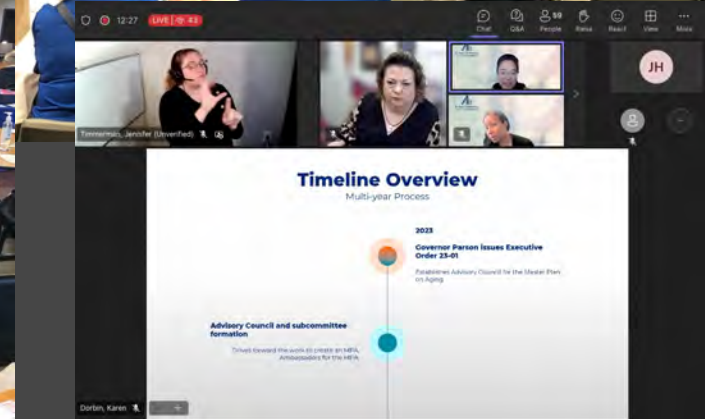 12:27 LIVE 43
59
Chat Q&A People Raise React View More
JH
Timmerman, Jennifer (Unverified)
Timeline Overview
Multi-year Process
2023
Governor Parson issues Executive
Order 23-01
Establishes Advisory Council for the Master Plan
on Aging
Advisory Council and subcommittee
formation
Drives toward the work to create an MPA.
Ambassadors for the MPA
Dorbin, Karen